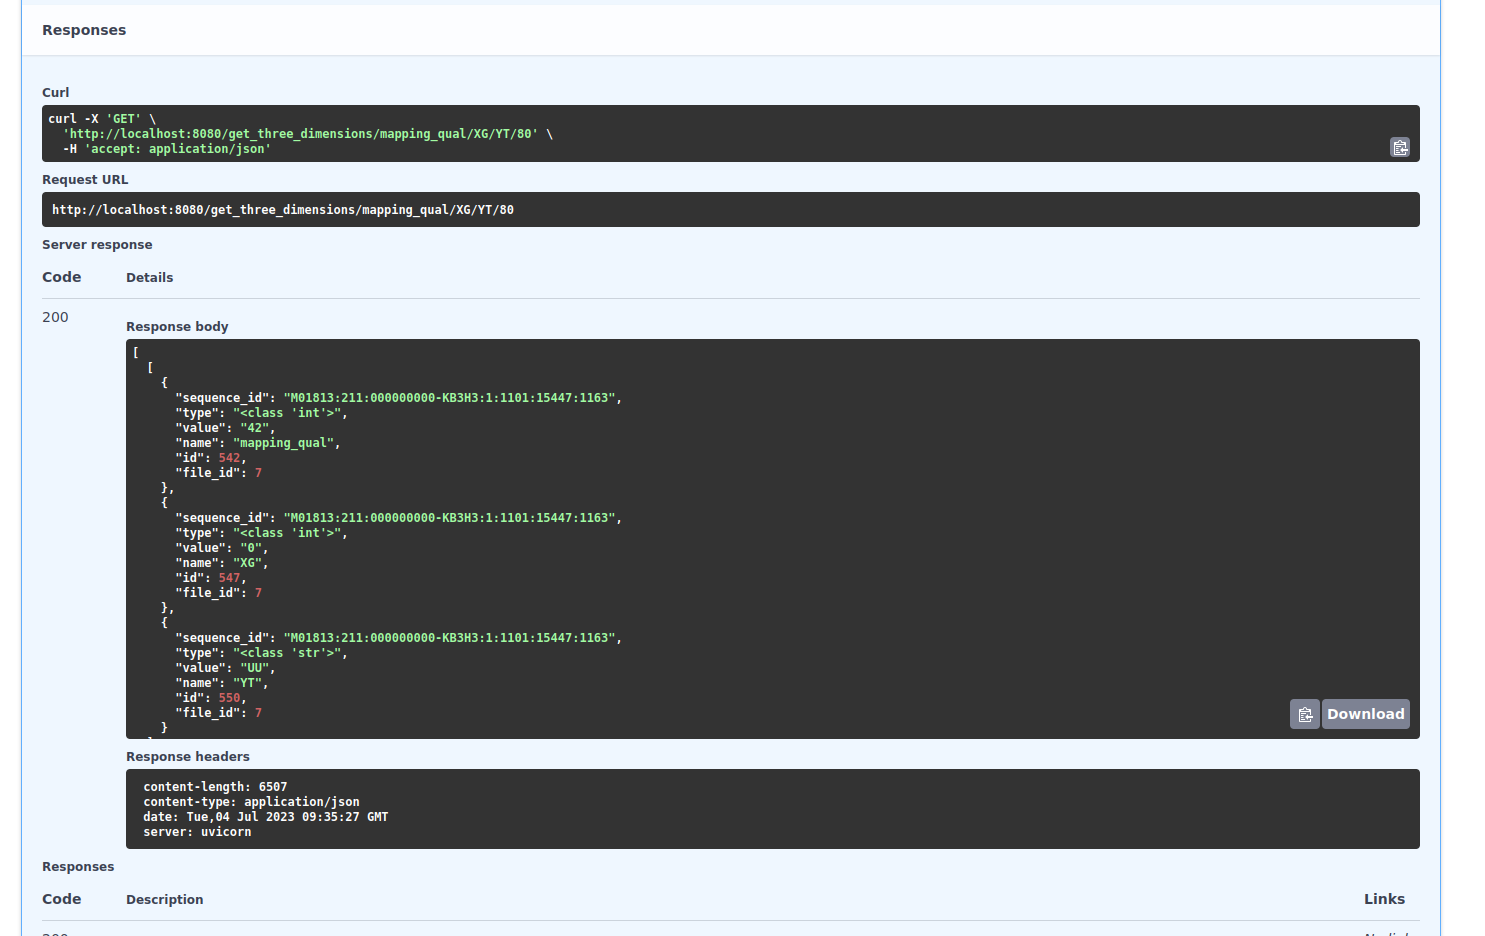 Responses
Curl
curl -X 'GET' \
'http://localhost:8080/get_three_dimensions/mapping_qual/XG/YT/80' \
-H 'accept: application/json'
Request URL
http://localhost:8080/get_three_dimensions/mapping_qual/XG/YT/80
Server response
Code Details
200
Response body
[
[
{
"sequence_id": "M01813:211:000000000-KB3H3:1:1101:15447:1163",
"type": "<class 'int'>",
"value": "42",
"name": "mapping_qual",
"id": 542,
"file_id": 7
},
{
"sequence_id": "M01813:211:000000000-KB3H3:1:1101:15447:1163",
"type": "<class 'int'>",
"value": "0",
"name": "XG",
"id": 547,
"file_id": 7
},
{
"sequence_id": "M01813:211:000000000-KB3H3:1:1101:15447:1163",
"type": "<class 'str'>",
"value": "UU",
"name": "YT",
"id": 550,
"file_id": 7
}
Download
Response headers
content-length: 6507
content-type: application/json
date: Tue,04 Jul 2023 09:35:27 GMT
server: uvicorn
Responses
Code Description Links